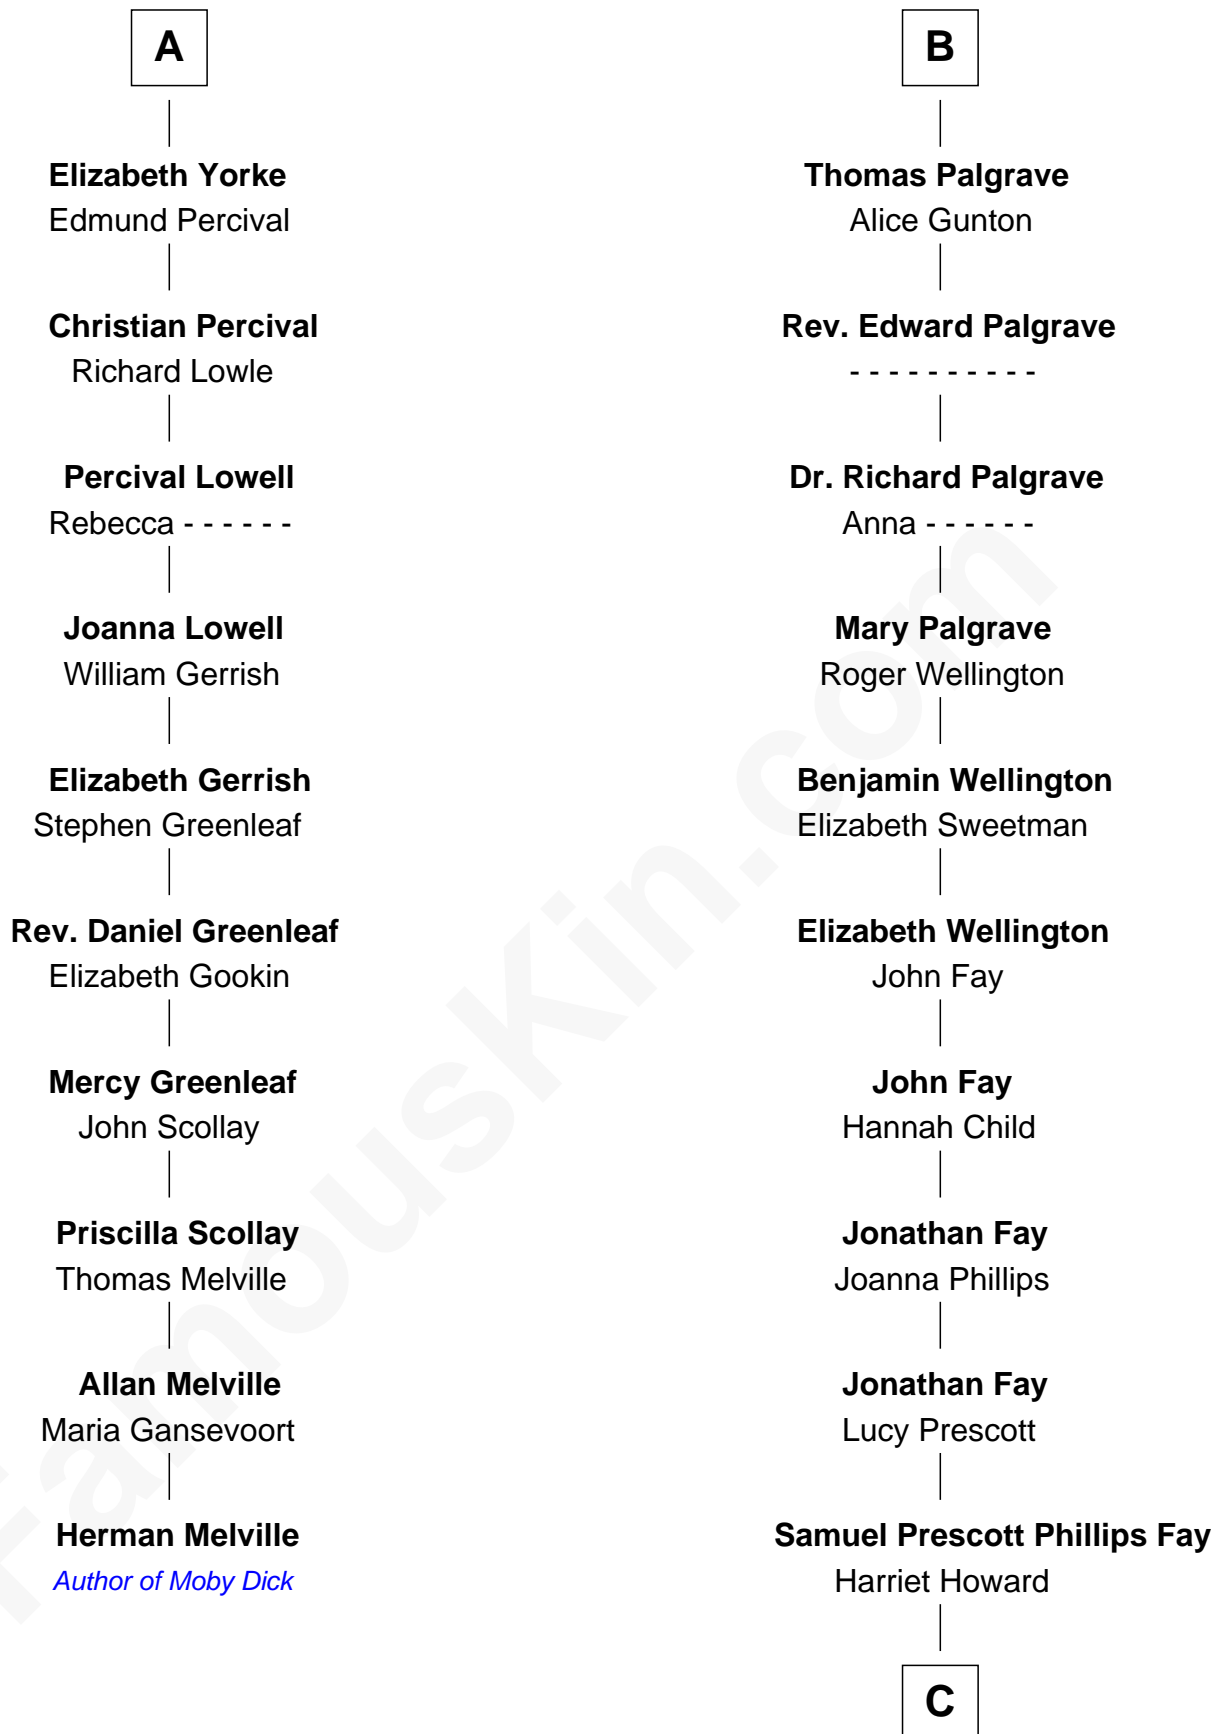 A
Elizabeth Yorke
Edmund Percival
Christian Percival
Richard Lowle
Percival Lowell
Rebecca - - - - - -
Joanna Lowell
William Gerrish
Elizabeth Gerrish
Stephen Greenleaf
Rev. Daniel Greenleaf
Elizabeth Gookin
Mercy Greenleaf
John Scollay
Priscilla Scollay
Thomas Melville
Allan Melville
Maria Gansevoort
Herman Melville
Author of Moby Dick
B
Thomas Palgrave
Alice Gunton
Rev. Edward Palgrave
- - - - - - - - - -
Dr. Richard Palgrave
Anna - - - - - -
Mary Palgrave
Roger Wellington
Benjamin Wellington
Elizabeth Sweetman
Elizabeth Wellington
John Fay
John Fay
Hannah Child
Jonathan Fay
Joanna Phillips
Jonathan Fay
Lucy Prescott
Samuel Prescott Phillips Fay
Harriet Howard
C
FamousKin.com